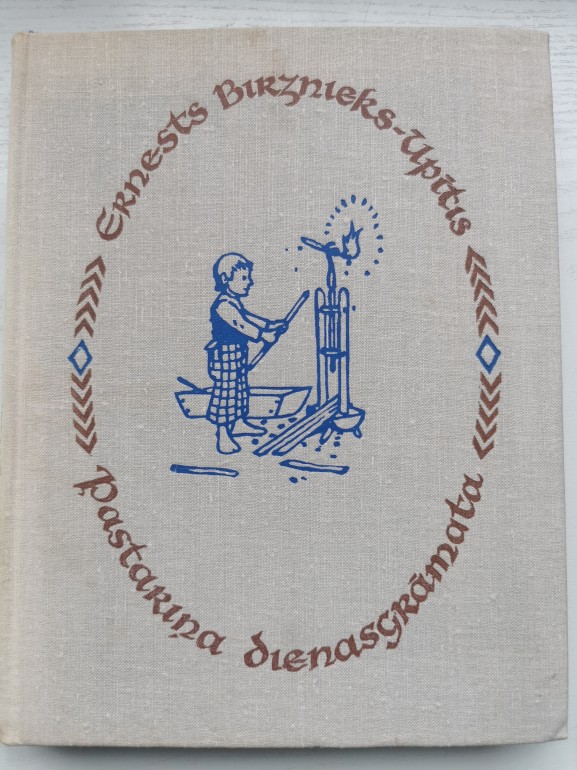 Ernests Birznieks-Upītis
Pastariņa dienasgrāmata